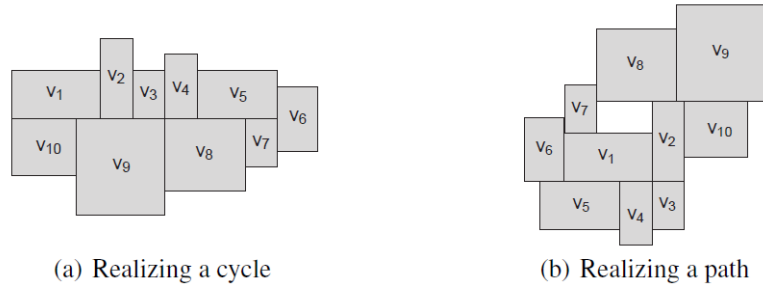 v2
v4
v1
v3
v5
v6
v10
v9
v8
v7
(a) Realizing a cycle
v9
v8
v7
v2
v10
v6
v1
v5
v4
v3
(b) Realizing a path